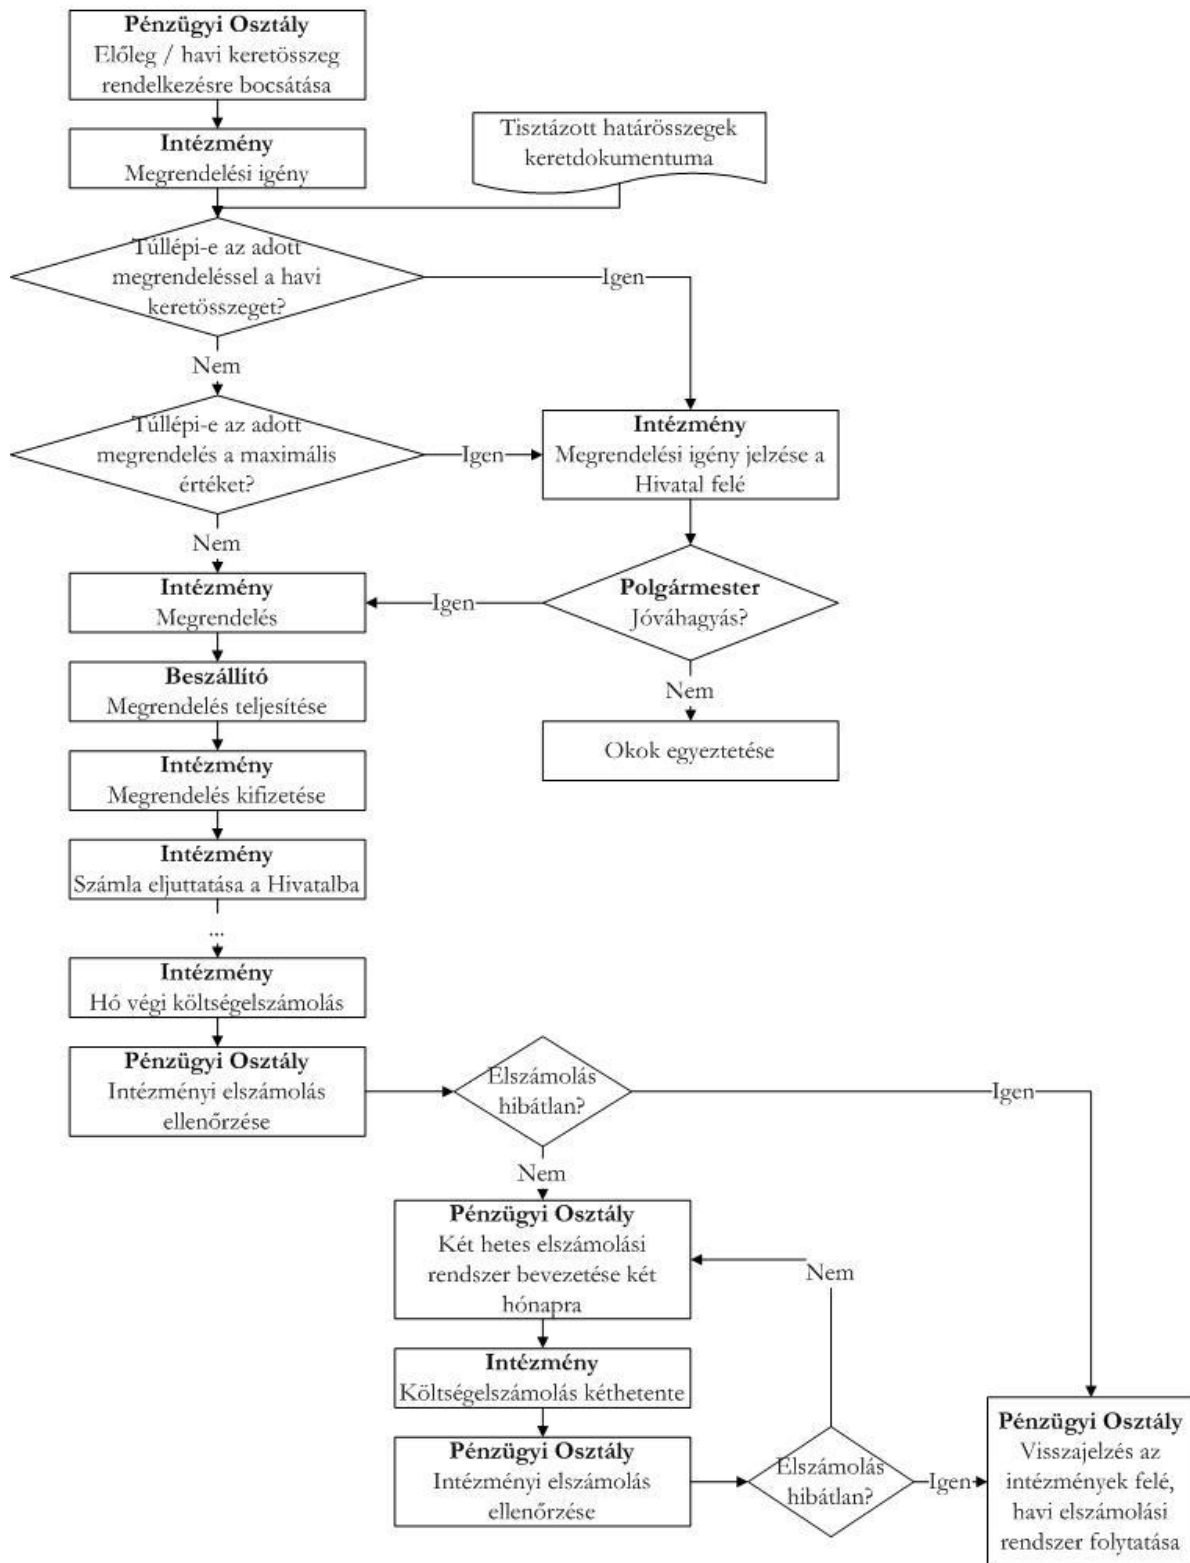 Pénzügyi Osztály
Előleg / havi keretösszeg
rendelkezésre bocsátása
Intézmény
Megrendelési igény
Tisztázott határösszegek
keretdokumentuma
Túllépi-e az adott
megrendeléssel a havi
keretösszeget?
Igen
Nem
Túllépi-e az adott
megrendelés a maximális
értéket?
Igen
Intézmény
Megrendelési igény jelzése a
Hivatal felé
Nem
Intézmény
Megrendelés
Igen
Polgármester
Jóváhagyás?
Beszállító
Megrendelés teljesítése
Nem
Okok egyeztetése
Intézmény
Megrendelés kifizetése
Intézmény
Számla eljuttatása a Hivatalba
...
Intézmény
Hó végi költségelszámolás
Pénzügyi Osztály
Intézményi elszámolás
ellenőrzése
Elszámolás
hibátlan?
Igen
Nem
Pénzügyi Osztály
Két hetes elszámolási
rendszer bevezetése két
hónapra
Nem
Intézmény
Költségelszámolás kéthetente
Pénzügyi Osztály
Intézményi elszámolás
ellenőrzése
Elszámolás
hibátlan?
Igen
Pénzügyi Osztály
Visszajelzés az
intézmények felé,
havi elszámolási
rendszer folytatása